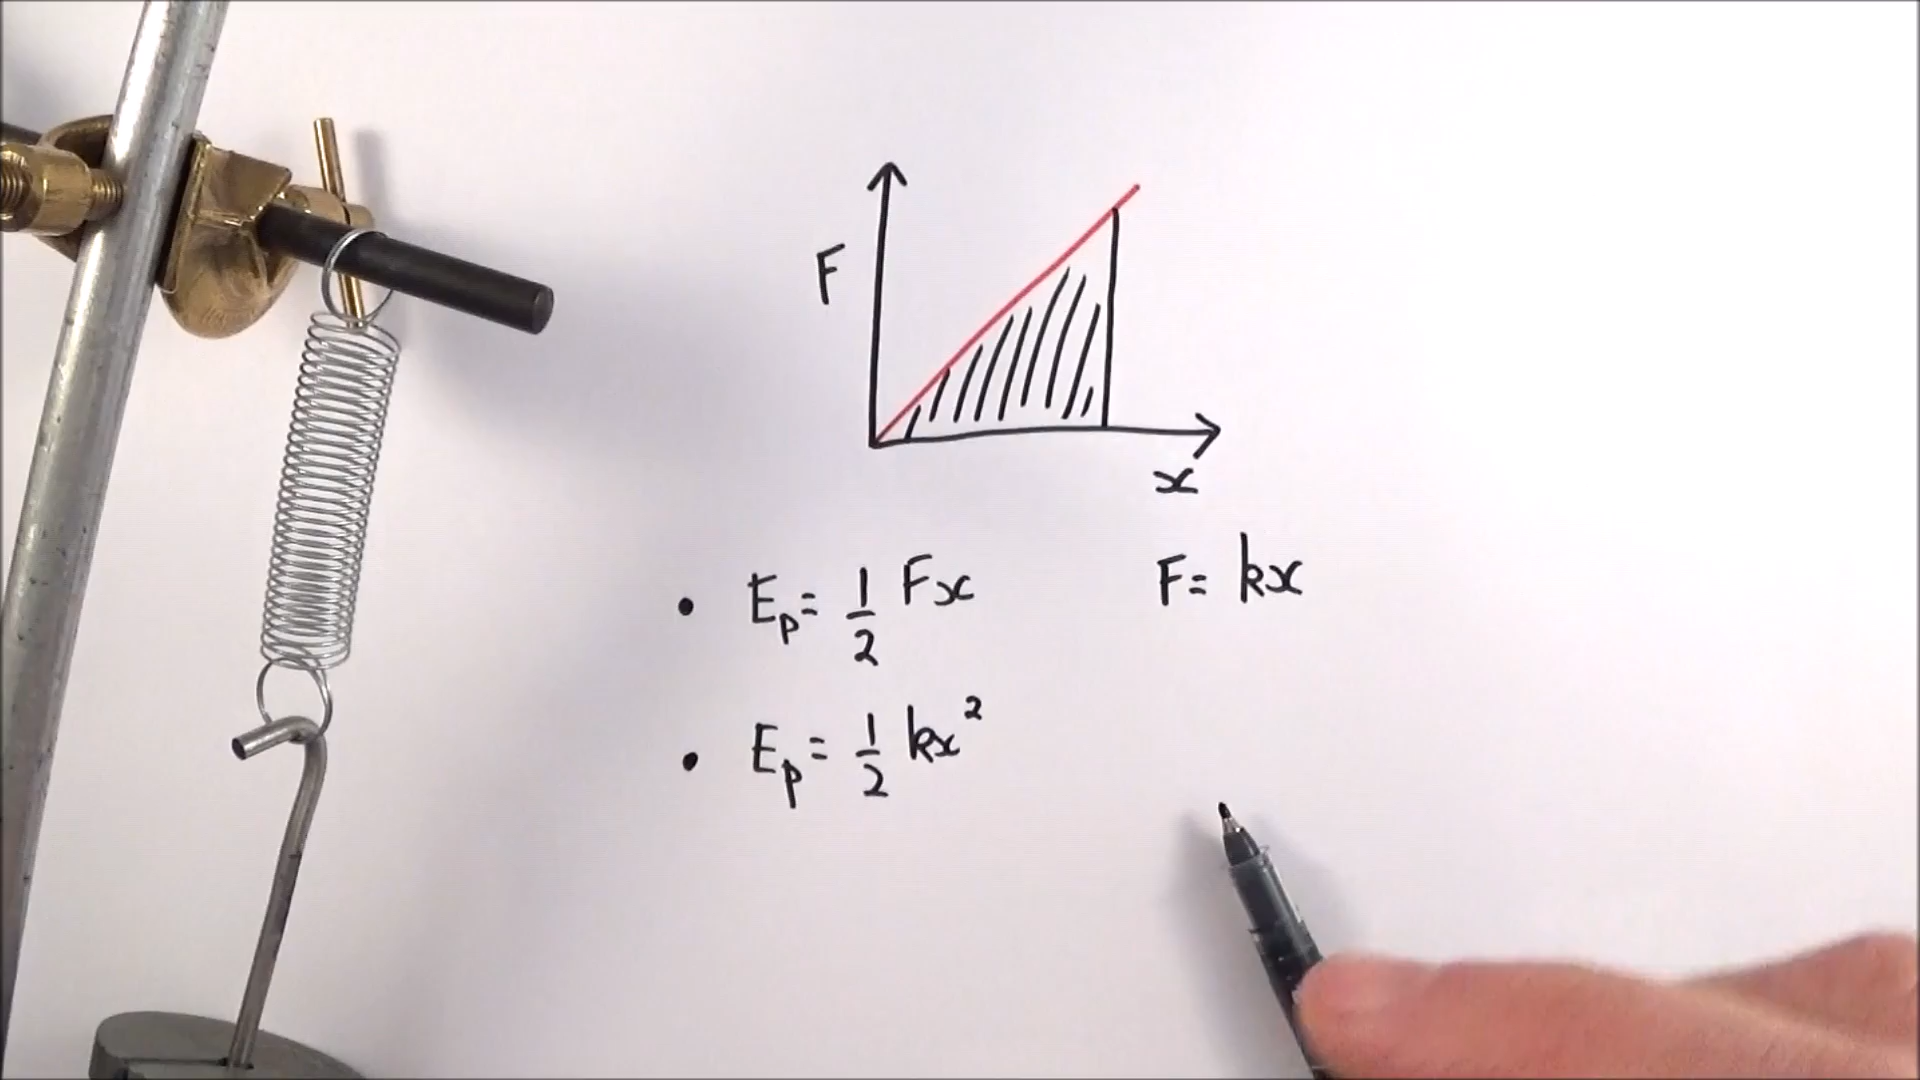 F
x
• Eₚ = ½ Fx F = kx
• Eₚ = ½ kx²